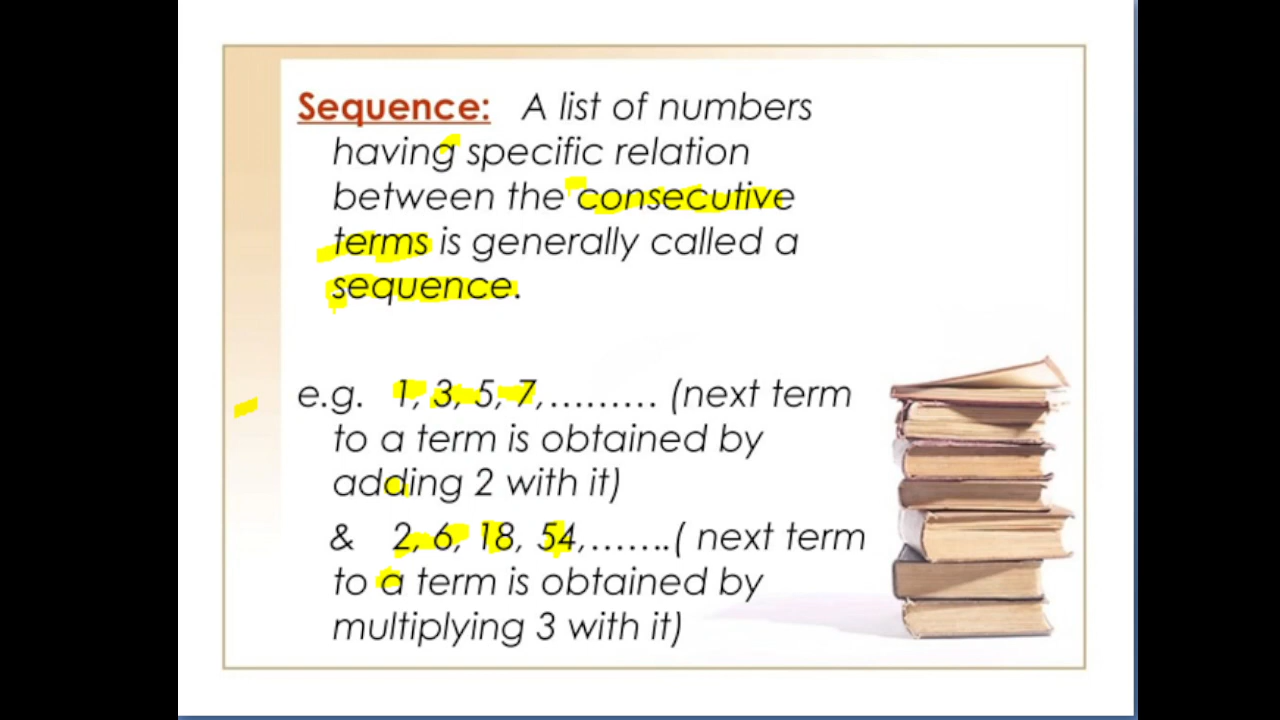 Sequence: A list of numbers
having specific relation
between the consecutive
terms is generally called a
sequence.
e.g. 1, 3, 5, 7,……… (next term
to a term is obtained by
adding 2 with it)
& 2, 6, 18, 54,…….( next term
to a term is obtained by
multiplying 3 with it)